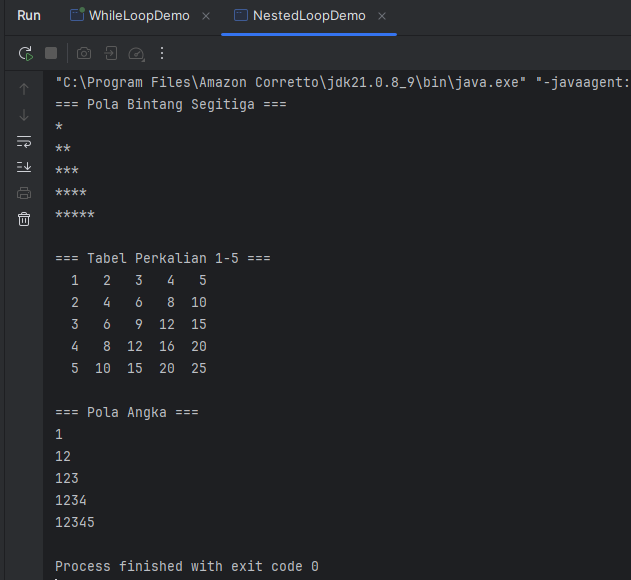 Run WhileLoopDemo NestedLoopDemo
"C:\Program Files\Amazon Corretto\jdk21.0.8_9\bin\java.exe" "-javaagent:
=== Pola Bintang Segitiga ===
*
**
***
****
*****
=== Tabel Perkalian 1-5 ===
  1   2   3   4   5
  2   4   6   8  10
  3   6   9  12  15
  4   8  12  16  20
  5  10  15  20  25
=== Pola Angka ===
1
12
123
1234
12345
Process finished with exit code 0